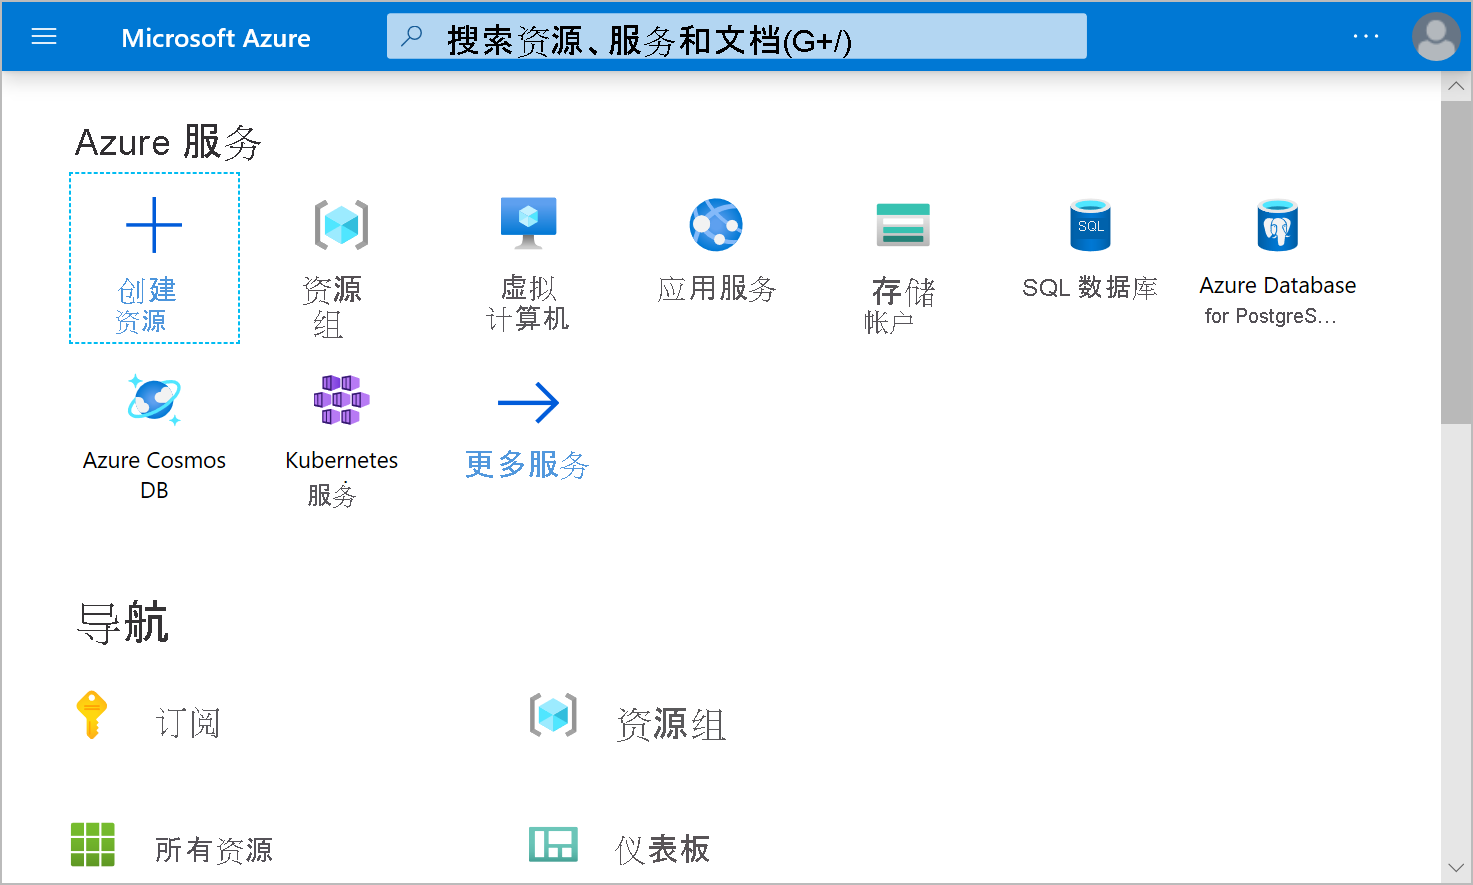 Microsoft Azure
搜索资源、服务和文档(G+/)
...
Azure 服务
创建
资源
资源
组
虚拟
计算机
应用服务
存储
帐户
SQL
SQL 数据库
Azure Database
for PostgreS...
Azure Cosmos
DB
Kubernetes
服务
更多服务
导航
订阅
资源组
所有资源
仪表板